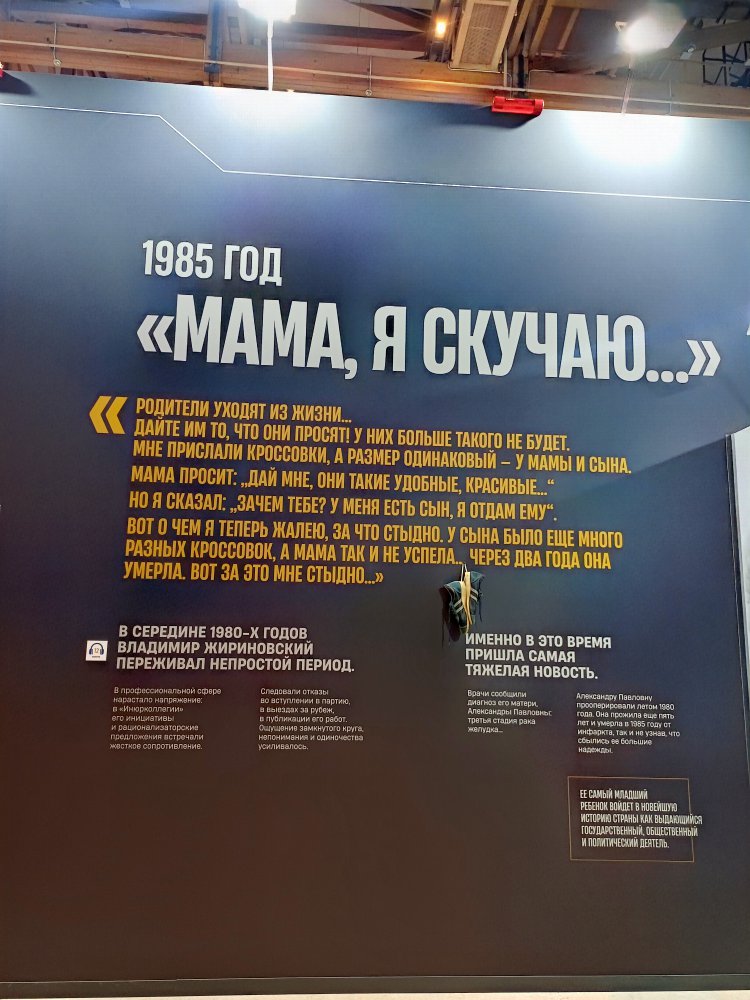 1985 ГОД
«МАМА, Я СКУЧАЮ...»
« РОДИТЕЛИ УХОДЯТ ИЗ ЖИЗНИ...
ДАЙТЕ ИМ ТО, ЧТО ОНИ ПРОСЯТ! У НИХ БОЛЬШЕ ТАКОГО НЕ БУДЕТ.
МНЕ ПРИСЛАЛИ КРОССОВКИ, А РАЗМЕР ОДИНАКОВЫЙ – У МАМЫ И СЫНА.
МАМА ПРОСИТ: „ДАЙ МНЕ, ОНИ ТАКИЕ УДОБНЫЕ, КРАСИВЫЕ...“
НО Я СКАЗАЛ: „ЗАЧЕМ ТЕБЕ? У МЕНЯ ЕСТЬ СЫН, Я ОТДАМ ЕМУ“.
ВОТ О ЧЕМ Я ТЕПЕРЬ ЖАЛЕЮ, ЗА ЧТО СТЫДНО. У СЫНА БЫЛО ЕЩЕ МНОГО
РАЗНЫХ КРОССОВОК, А МАМА ТАК И НЕ УСПЕЛА... ЧЕРЕЗ ДВА ГОДА ОНА
УМЕРЛА. ВОТ ЗА ЭТО МНЕ СТЫДНО...»
12
В СЕРЕДИНЕ 1980-Х ГОДОВ
ВЛАДИМИР ЖИРИНОВСКИЙ
ПЕРЕЖИВАЛ НЕПРОСТОЙ ПЕРИОД.
В профессиональной сфере
нарастало напряжение:
в «Инюрколлегии»
его инициативы
и рационализаторские
предложения встречали
жесткое сопротивление.
Следовали отказы
во вступлении в партию,
в выездах за рубеж,
в публикации его работ.
Ощущение замкнутого круга,
непонимания и одиночества
усиливалось.
ИМЕННО В ЭТО ВРЕМЯ
ПРИШЛА САМАЯ
ТЯЖЕЛАЯ НОВОСТЬ.
Врачи сообщили
диагноз его матери,
Александры Павловны:
третья стадия рака
желудка...
Александру Павловну
прооперировали летом 1980
года. Она прожила еще пять
лет и умерла в 1985 году от
инфаркта, так и не узнав, что
сбылись ее большие
надежды.
ЕЕ САМЫЙ МЛАДШИЙ
РЕБЕНОК ВОЙДЕТ В НОВЕЙШУЮ
ИСТОРИЮ СТРАНЫ КАК ВЫДАЮЩИЙСЯ
ГОСУДАРСТВЕННЫЙ, ОБЩЕСТВЕННЫЙ
И ПОЛИТИЧЕСКИЙ ДЕЯТЕЛЬ.